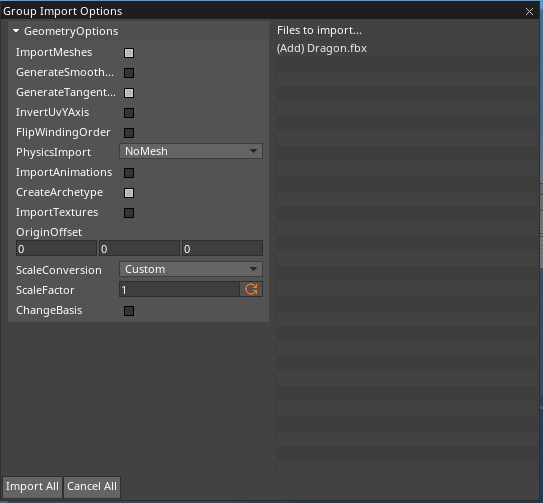 Group Import Options
GeometryOptions
ImportMeshes
GenerateSmooth...
GenerateTangent...
InvertUvYAxis
FlipWindingOrder
PhysicsImport NoMesh
ImportAnimations
CreateArchetype
ImportTextures
OriginOffset
0 0 0
ScaleConversion Custom
ScaleFactor 1
ChangeBasis
Files to import...
(Add) Dragon.fbx
Import All Cancel All